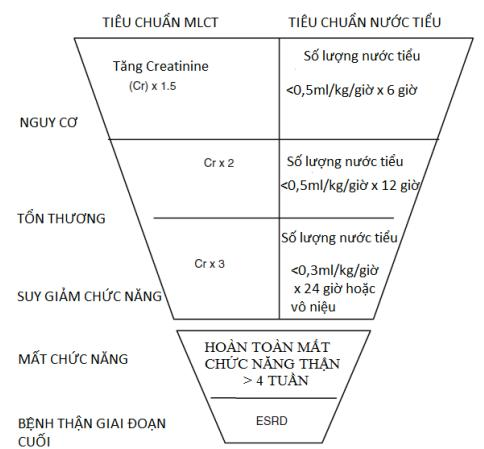 TIÊU CHUẨN MLCT
TIÊU CHUẨN NƯỚC TIỂU
Tăng Creatinine
(Cr) x 1.5
Số lượng nước tiểu
<0,5ml/kg/giờ x 6 giờ
NGUY CƠ
Cr x 2
Số lượng nước tiểu
<0,5ml/kg/giờ x 12 giờ
TỔN THƯƠNG
Cr x 3
Số lượng nước tiểu
<0,3ml/kg/giờ
x 24 giờ hoặc
vô niệu
SUY GIẢM CHỨC NĂNG
HOÀN TOÀN MẮT
CHỨC NĂNG THẬN
> 4 TUẦN
MẤT CHỨC NĂNG
ESRD
BỆNH THẬN GIAI ĐOẠN
CUỐI